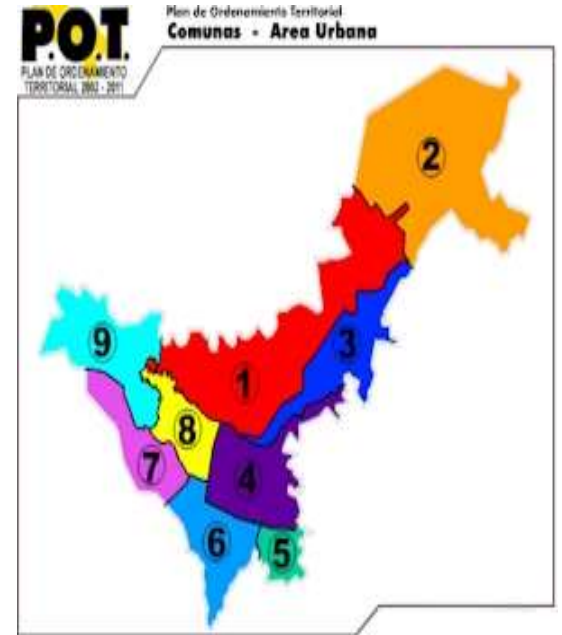 P.O.T.
PLAN DE ORDENAMIENTO
TERRITORIAL 2002 - 2011
Plan de Ordenamiento Territorial
Comunas - Area Urbana
2
3
9
1
8
7
4
6
5